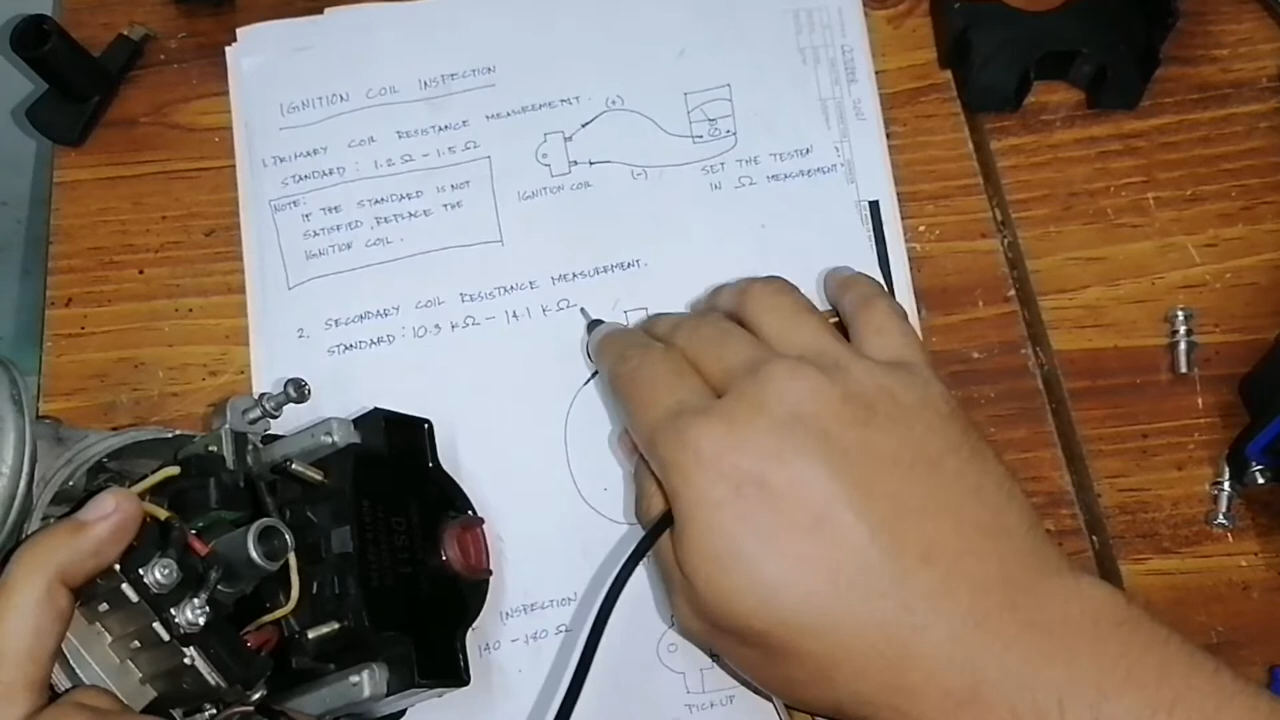 IGNITION COIL INSPECTION
1. PRIMARY COIL RESISTANCE MEASUREMENT.
STANDARD : 1.2 Ω - 1.5 Ω
NOTE:
IF THE STANDARD IS NOT
SATISFIED, REPLACE THE
IGNITION COIL.
(+)
(-)
IGNITION COIL
SET THE TESTER
IN Ω MEASUREMENT
2. SECONDARY COIL RESISTANCE MEASUREMENT.
STANDARD : 10.3 KΩ - 14.1 KΩ
INSPECTION
140 - 180 Ω
PICKUP
DIS1